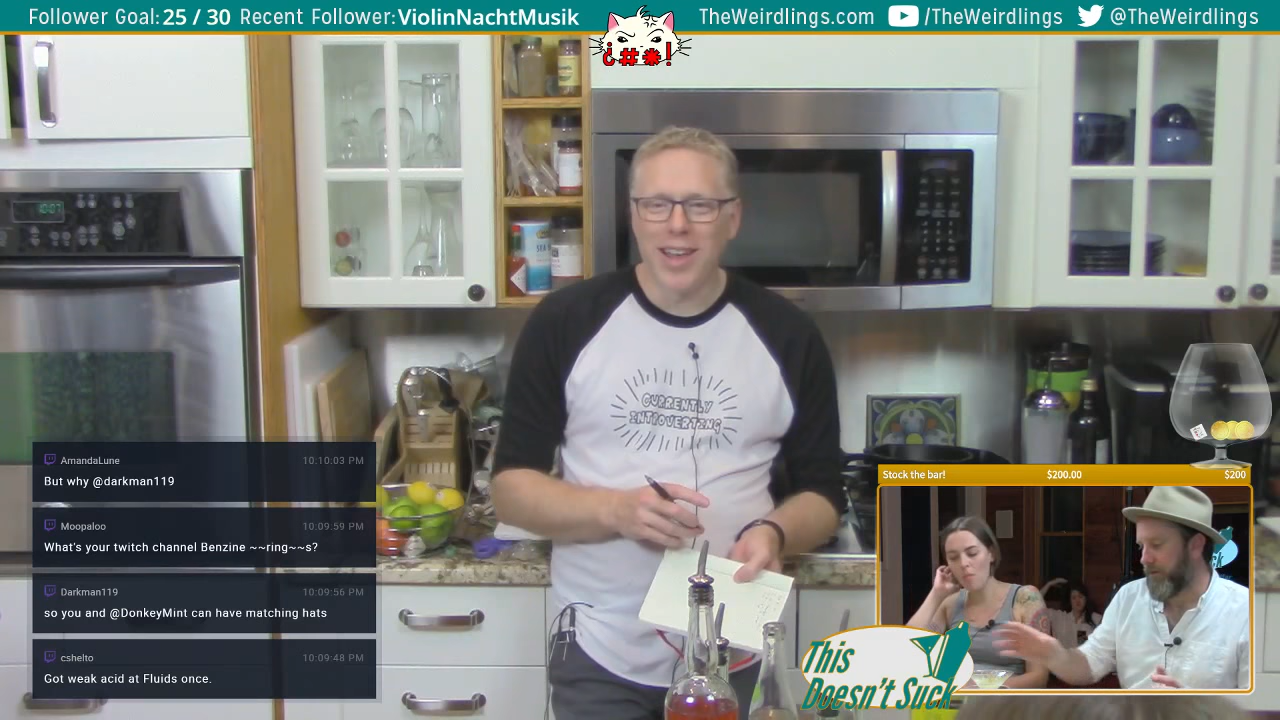 Follower Goal: 25 / 30 Recent Follower: ViolinNachtMusik
¿#*!
TheWeirdlings.com /TheWeirdlings @TheWeirdlings
10:07
CURRENTLY
INTROVERTING
AmandaLune 10:10:03 PM
But why @darkman119
Moopaloo 10:09:59 PM
What's your twitch channel Benzine ~~ring~~s?
Darkman119 10:09:56 PM
so you and @DonkeyMint can have matching hats
cshelto 10:09:48 PM
Got weak acid at Fluids once.
Stock the bar! $200.00 $200
This
Doesn't Suck